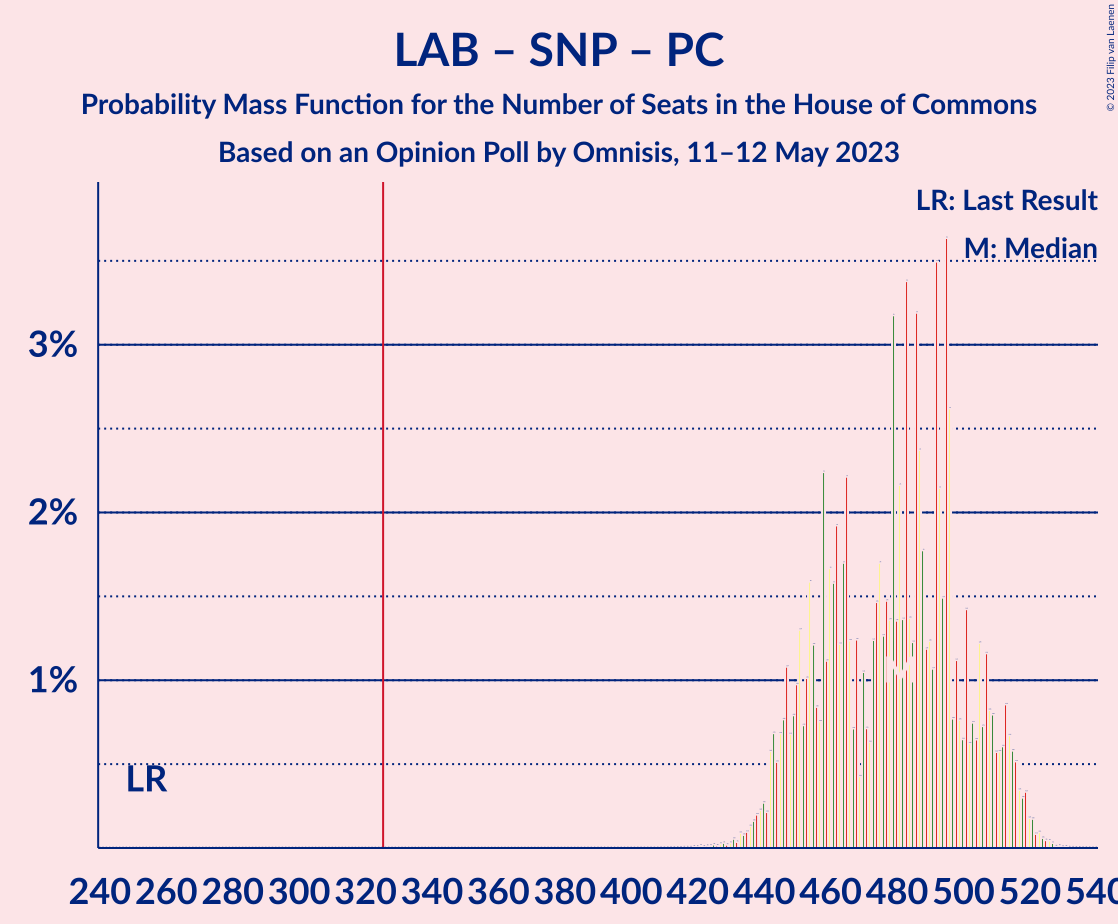 LAB – SNP – PC
Probability Mass Function for the Number of Seats in the House of Commons
Based on an Opinion Poll by Omnisis, 11–12 May 2023
© 2023 Filip van Laenen
LR: Last Result
M: Median
3%
2%
1%
LR
240 260 280 300 320 340 360 380 400 420 440 460 480 500 520 540